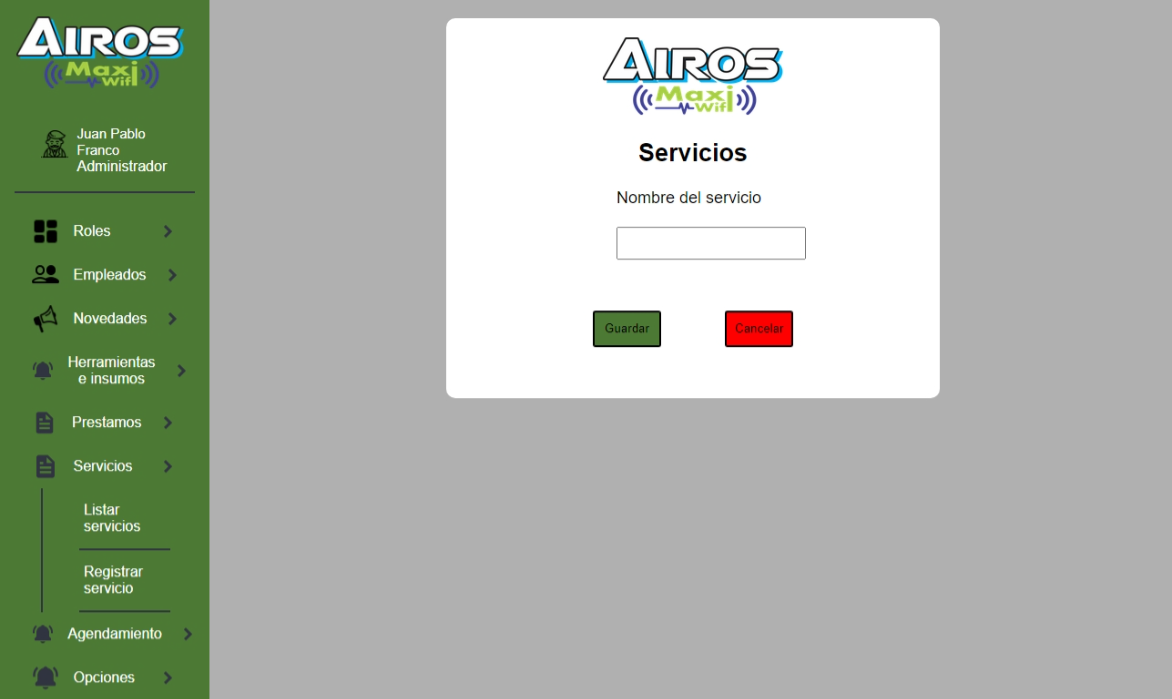 AIROS
Maxi
Wifi
Juan Pablo
Franco
Administrador
Roles
Empleados
Novedades
Herramientas
e insumos
Prestamos
Servicios
Listar
servicios
Registrar
servicio
Agendamiento
Opciones
AIROS
Maxi
Wifi
Servicios
Nombre del servicio
Guardar
Cancelar